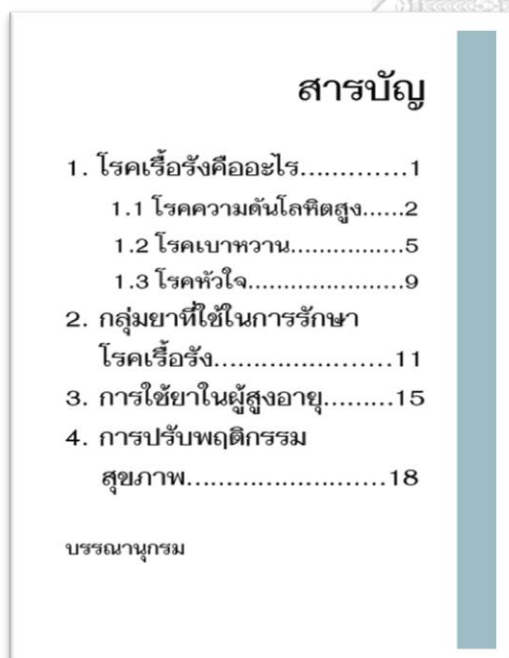 สารบัญ
1. โรคเรื้อรังคืออะไร.............1
1.1 โรคความดันโลหิตสูง......2
1.2 โรคเบาหวาน................5
1.3 โรคหัวใจ......................9
2. กลุ่มยาที่ใช้ในการรักษา
โรคเรื้อรัง.......................11
3. การใช้ยาในผู้สูงอายุ.........15
4. การปรับพฤติกรรม
สุขภาพ.........................18
บรรณานุกรม